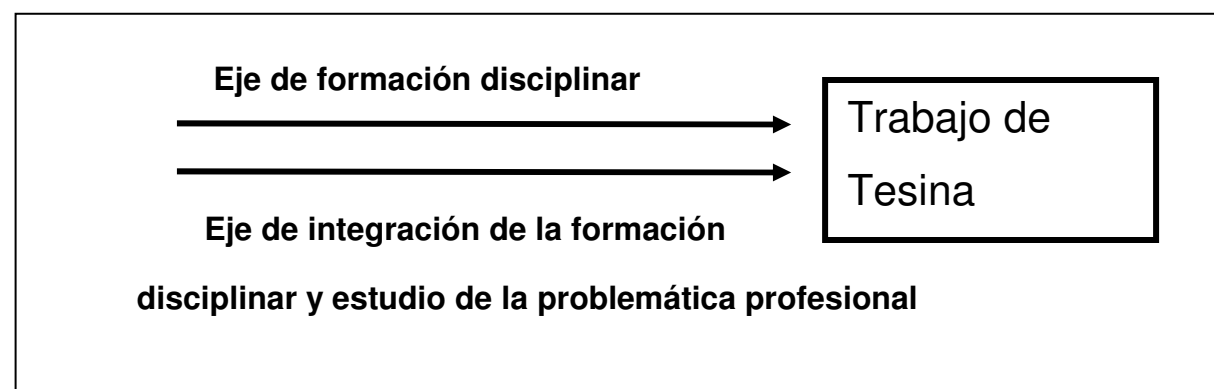 Eje de formación disciplinar
Trabajo de
Tesina
Eje de integración de la formación
disciplinar y estudio de la problemática profesional